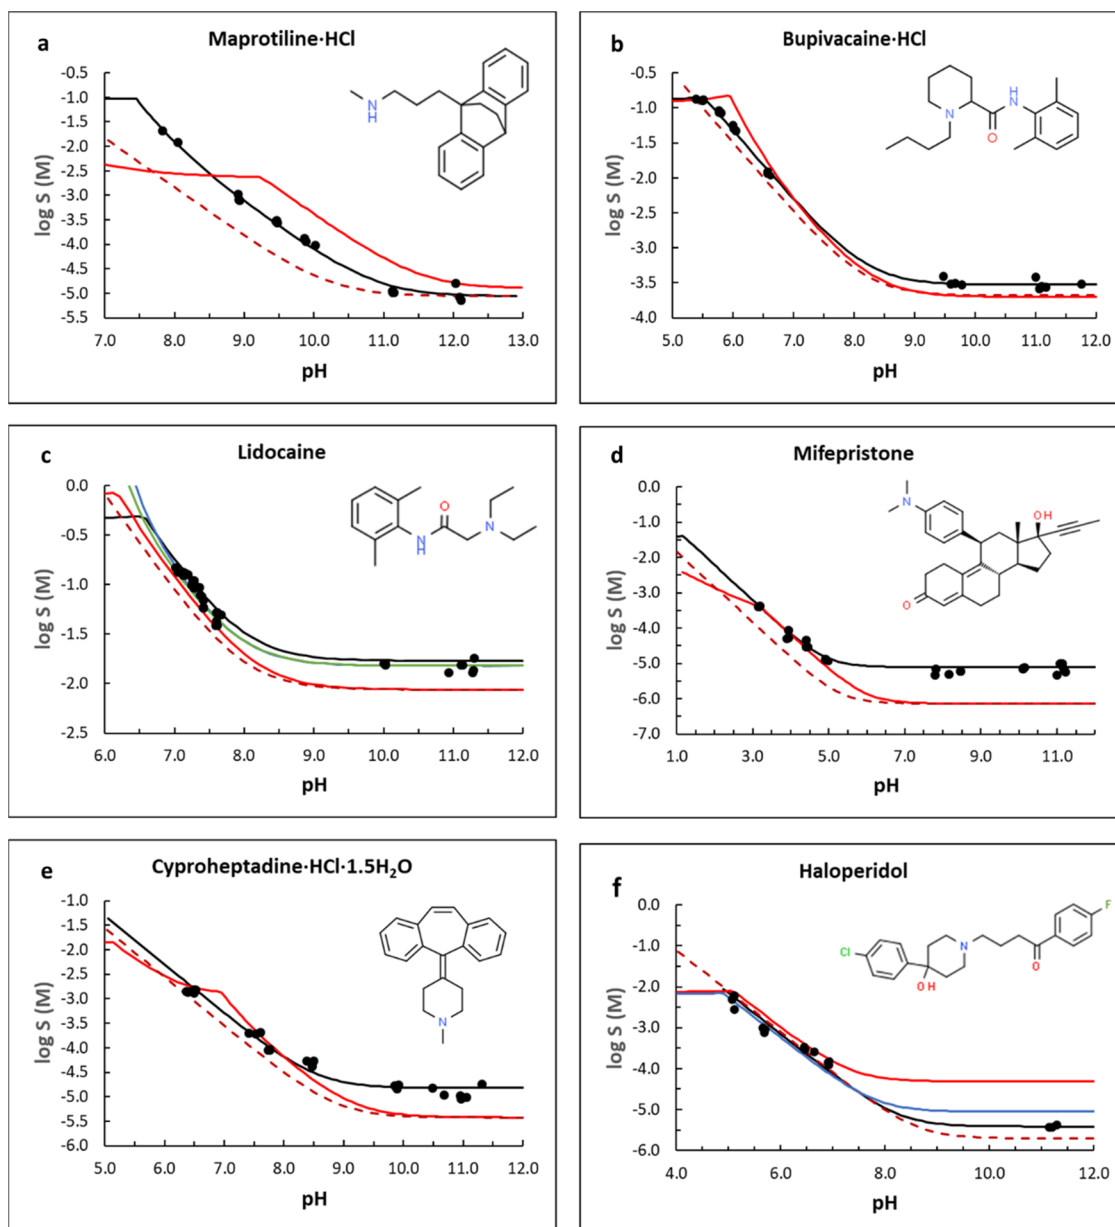 a Maprotiline·HCl
-0.5
-1.0
-1.5
-2.0
-2.5
-3.0
-3.5
-4.0
-4.5
-5.0
-5.5
log S (M)
7.0 8.0 9.0 10.0 11.0 12.0 13.0
pH
N
H
b Bupivacaine·HCl
-0.5
-1.0
-1.5
-2.0
-2.5
-3.0
-3.5
-4.0
log S (M)
5.0 6.0 7.0 8.0 9.0 10.0 11.0 12.0
pH
H
N
N
O
c Lidocaine
0.0
-0.5
-1.0
-1.5
-2.0
-2.5
log S (M)
6.0 7.0 8.0 9.0 10.0 11.0 12.0
pH
O
N
N
H
d Mifepristone
0.0
-1.0
-2.0
-3.0
-4.0
-5.0
-6.0
-7.0
log S (M)
1.0 3.0 5.0 7.0 9.0 11.0
pH
N
OH
O
e Cyproheptadine·HCl·1.5H₂O
-1.0
-1.5
-2.0
-2.5
-3.0
-3.5
-4.0
-4.5
-5.0
-5.5
-6.0
log S (M)
5.0 6.0 7.0 8.0 9.0 10.0 11.0 12.0
pH
N
f Haloperidol
0.0
-1.0
-2.0
-3.0
-4.0
-5.0
-6.0
log S (M)
4.0 6.0 8.0 10.0 12.0
pH
F
N
Cl
O
OH